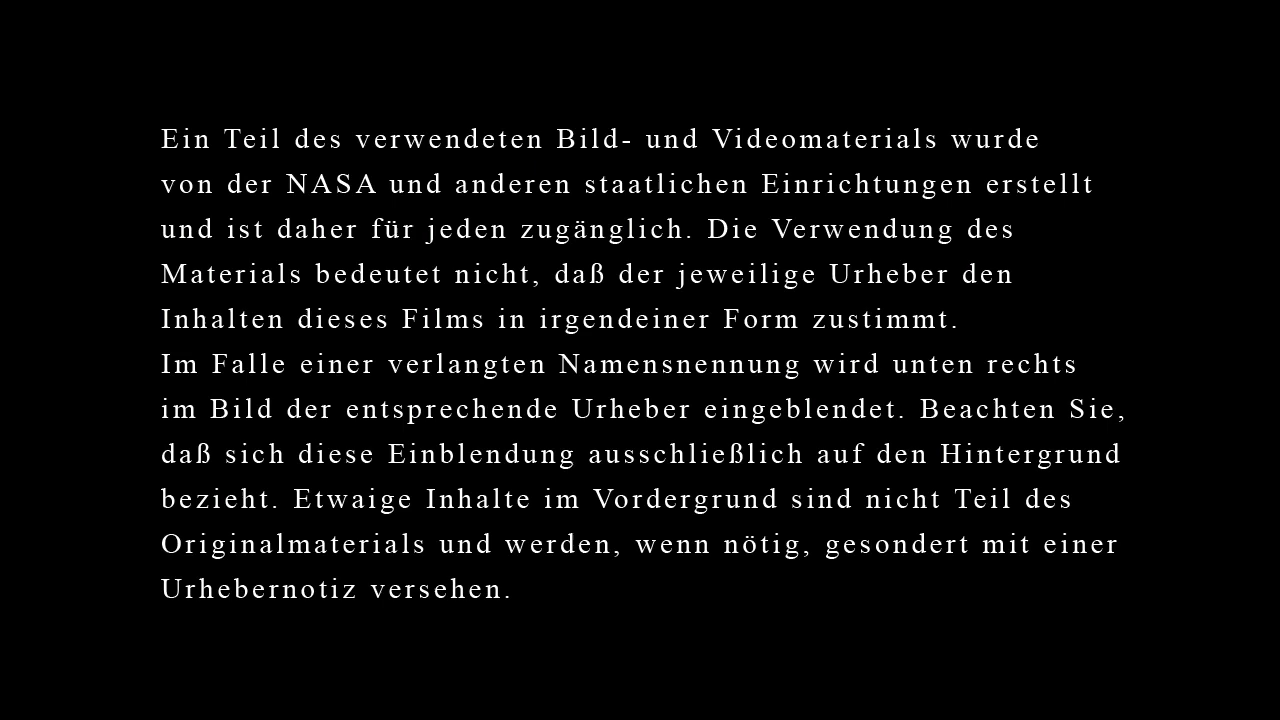 Ein Teil des verwendeten Bild- und Videomaterials wurde
von der NASA und anderen staatlichen Einrichtungen erstellt
und ist daher für jeden zugänglich. Die Verwendung des
Materials bedeutet nicht, daß der jeweilige Urheber den
Inhalten dieses Films in irgendeiner Form zustimmt.
Im Falle einer verlangten Namensnennung wird unten rechts
im Bild der entsprechende Urheber eingeblendet. Beachten Sie,
daß sich diese Einblendung ausschließlich auf den Hintergrund
bezieht. Etwaige Inhalte im Vordergrund sind nicht Teil des
Originalmaterials und werden, wenn nötig, gesondert mit einer
Urhebernotiz versehen.